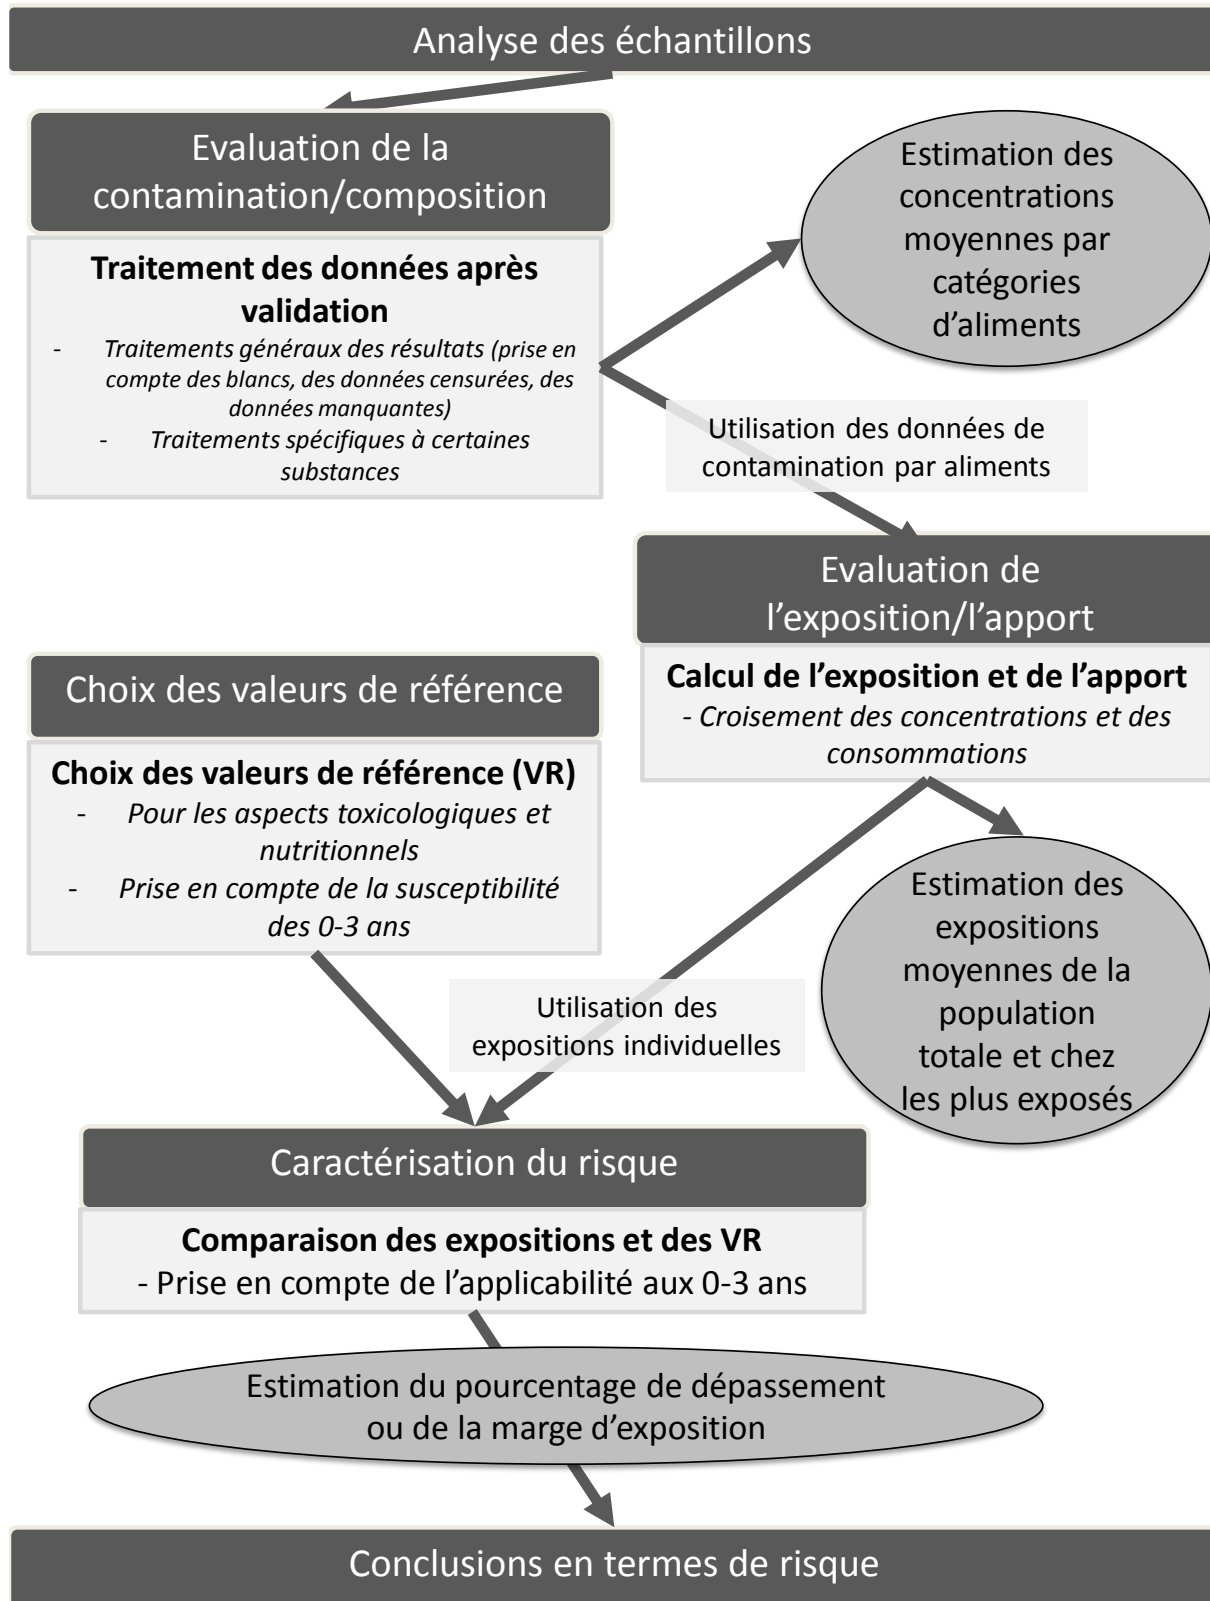 Analyse des échantillons
Evaluation de la
contamination/composition
Traitement des données après
validation
- Traitements généraux des résultats (prise en
compte des blancs, des données censurées, des
données manquantes)
- Traitements spécifiques à certaines
substances
Estimation des
concentrations
moyennes par
catégories
d’aliments
Utilisation des données de
contamination par aliments
Evaluation de
l’exposition/l’apport
Calcul de l’exposition et de l’apport
- Croisement des concentrations et des
consommations
Choix des valeurs de référence
Choix des valeurs de référence (VR)
- Pour les aspects toxicologiques et
nutritionnels
- Prise en compte de la susceptibilité
des 0-3 ans
Estimation des
expositions
moyennes de la
population
totale et chez
les plus exposés
Utilisation des
expositions individuelles
Caractérisation du risque
Comparaison des expositions et des VR
- Prise en compte de l’applicabilité aux 0-3 ans
Estimation du pourcentage de dépassement
ou de la marge d’exposition
Conclusions en termes de risque